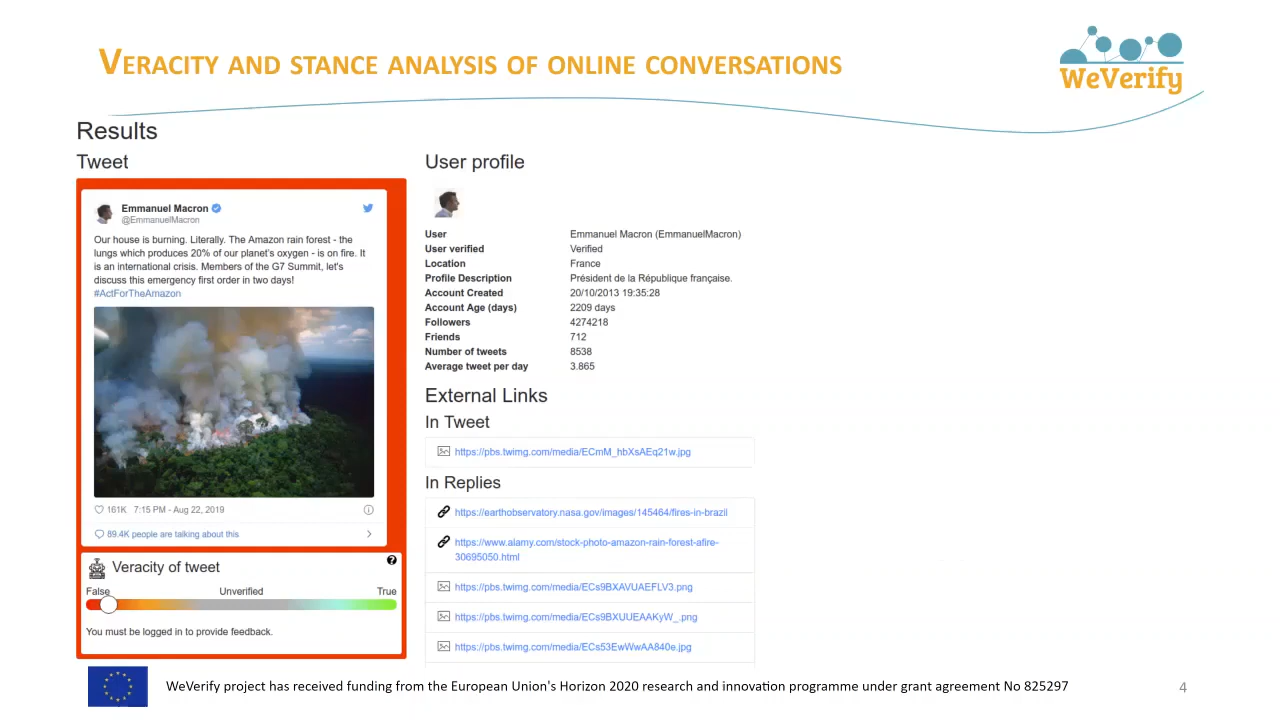 VERACITY AND STANCE ANALYSIS OF ONLINE CONVERSATIONS
WeVerify
Results
Tweet
Emmanuel Macron
@EmmanuelMacron
Our house is burning. Literally. The Amazon rain forest - the
lungs which produces 20% of our planet's oxygen - is on fire. It
is an international crisis. Members of the G7 Summit, let's
discuss this emergency first order in two days!
#ActForTheAmazon
161K 7:15 PM - Aug 22, 2019
89.4K people are talking about this
Veracity of tweet
False Unverified True
You must be logged in to provide feedback.
User profile
User Emmanuel Macron (EmmanuelMacron)
User verified Verified
Location France
Profile Description Président de la République française.
Account Created 20/10/2013 19:35:28
Account Age (days) 2209 days
Followers 4274218
Friends 712
Number of tweets 8538
Average tweet per day 3.865
External Links
In Tweet
https://pbs.twimg.com/media/ECmM_hbXsAEq21w.jpg
In Replies
https://earthobservatory.nasa.gov/images/145464/fires-in-brazil
https://www.alamy.com/stock-photo-amazon-rain-forest-afire-
30695050.html
https://pbs.twimg.com/media/ECs9BXAVUAEFLV3.png
https://pbs.twimg.com/media/ECs9BXUUEAAKyW_.png
https://pbs.twimg.com/media/ECs53EwWwAA840e.jpg
WeVerify project has received funding from the European Union's Horizon 2020 research and innovation programme under grant agreement No 825297
4